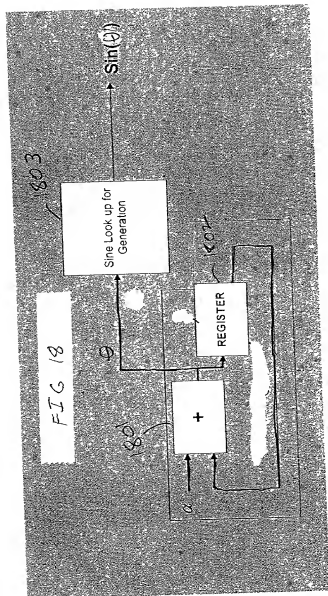 FIG 18
1803
Sine Look up for
Generation
Sin(θ)
θ
1801
1802
+
REGISTER
α